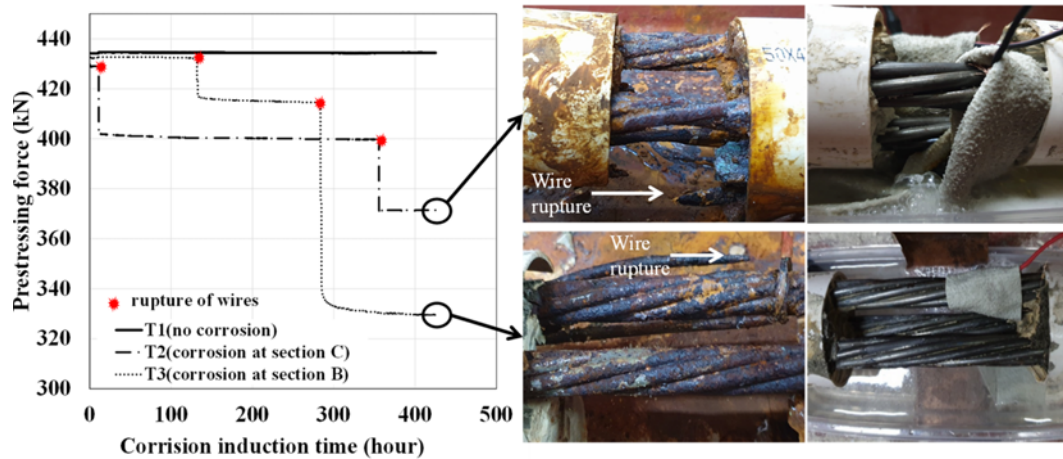 Prestressing force (kN)
440
420
400
380
360
340
320
300
rupture of wires
T1(no corrosion)
T2(corrosion at section C)
T3(corrosion at section B)
0
100
200
300
400
500
Corrision induction time (hour)
50X4
Wire
rupture
Wire
rupture